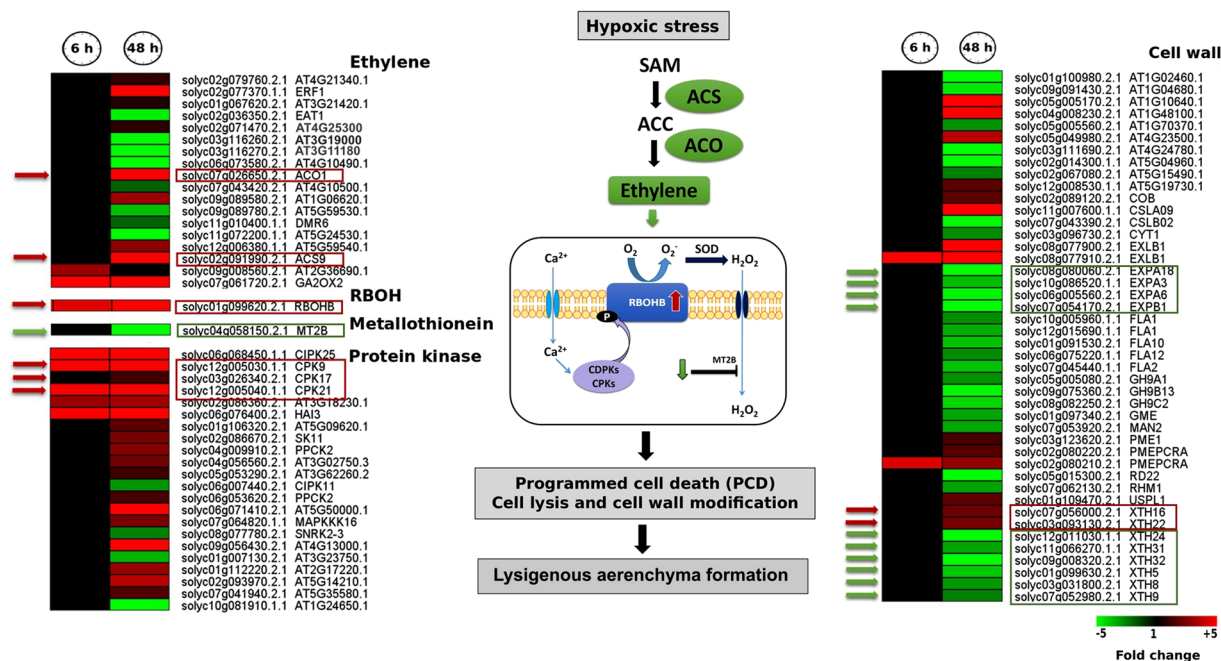 6 h
48 h
Ethylene
solyc02g079760.2.1 AT4G21340.1
solyc02g077370.1.1 ERF1
solyc01g067620.2.1 AT3G21420.1
solyc02g036350.2.1 EAT1
solyc02g071470.2.1 AT4G25300
solyc03g116260.2.1 AT3G19000
solyc03g116270.2.1 AT3G11180
solyc06g073580.2.1 AT4G10490.1
solyc07g026650.2.1 ACO1
solyc07g043420.2.1 AT4G10500.1
solyc09g089580.2.1 AT1G06620.1
solyc09g089780.2.1 AT5G59530.1
solyc11g010400.1.1 DMR6
solyc11g072200.1.1 AT5G24530.1
solyc12g006380.1.1 AT5G59540.1
solyc02g091990.2.1 ACS9
solyc09g008560.2.1 AT2G36690.1
solyc07g061720.2.1 GA2OX2
RBOH
solyc01g099620.2.1 RBOHB
Metallothionein
solyc04g058150.2.1 MT2B
Protein kinase
solyc06g068450.1.1 CIPK25
solyc12g005030.1.1 CPK9
solyc03g026340.2.1 CPK17
solyc12g005040.1.1 CPK21
solyc02g086360.2.1 AT3G18230.1
solyc06g076400.2.1 HAI3
solyc01g106320.2.1 AT5G09620.1
solyc02g086670.2.1 SK11
solyc04g009910.2.1 PPCK2
solyc04g056560.2.1 AT3G02750.3
solyc05g053290.2.1 AT3G62260.2
solyc06g007440.2.1 CIPK11
solyc06g053620.2.1 PPCK2
solyc06g071410.2.1 AT5G50000.1
solyc07g064820.1.1 MAPKKK16
solyc08g077780.2.1 SNRK2-3
solyc09g056430.2.1 AT4G13000.1
solyc01g007130.2.1 AT3G23750.1
solyc01g112220.2.1 AT2G17220.1
solyc02g093970.2.1 AT5G14210.1
solyc07g041940.2.1 AT5G35580.1
solyc10g081910.1.1 AT1G24650.1
Hypoxic stress
SAM
ACS
ACC
ACO
Ethylene
Ca2+
O2
O2-
SOD
H2O2
RBOHB
P
Ca2+
CDPKs
CPKs
MT2B
H2O2
Programmed cell death (PCD)
Cell lysis and cell wall modification
Lysigenous aerenchyma formation
6 h
48 h
Cell wall
solyc01g100980.2.1 AT1G02460.1
solyc09g091430.2.1 AT1G04680.1
solyc05g005170.2.1 AT1G10640.1
solyc04g008230.2.1 AT1G48100.1
solyc05g005560.2.1 AT1G70370.1
solyc05g049980.2.1 AT4G23500.1
solyc03g111690.2.1 AT4G24780.1
solyc02g014300.1.1 AT5G04960.1
solyc02g067080.2.1 AT5G15490.1
solyc12g008530.1.1 AT5G19730.1
solyc02g089120.2.1 COB
solyc11g007600.1.1 CSLA09
solyc07g043390.2.1 CSLB02
solyc03g096730.2.1 CYT1
solyc08g077900.2.1 EXLB1
solyc08g077910.2.1 EXLB1
solyc08g080060.2.1 EXPA18
solyc10g086520.1.1 EXPA3
solyc06g005560.2.1 EXPA6
solyc07g054170.2.1 EXPB1
solyc10g005960.1.1 FLA1
solyc12g015690.1.1 FLA1
solyc01g091530.2.1 FLA10
solyc06g075220.1.1 FLA12
solyc07g045440.1.1 FLA2
solyc05g005080.2.1 GH9A1
solyc09g075360.2.1 GH9B13
solyc08g082250.2.1 GH9C2
solyc01g097340.2.1 GME
solyc07g053920.2.1 MAN2
solyc03g123620.2.1 PME1
solyc02g080220.2.1 PMEPCRA
solyc02g080210.2.1 PMEPCRA
solyc05g015300.2.1 RD22
solyc07g062130.2.1 RHM1
solyc01g109470.2.1 USPL1
solyc07g056000.2.1 XTH16
solyc03g093130.2.1 XTH22
solyc12g011030.1.1 XTH24
solyc11g066270.1.1 XTH31
solyc09g008320.2.1 XTH32
solyc01g099630.2.1 XTH5
solyc03g031800.2.1 XTH8
solyc07g052980.2.1 XTH9
-5 1 +5
Fold change